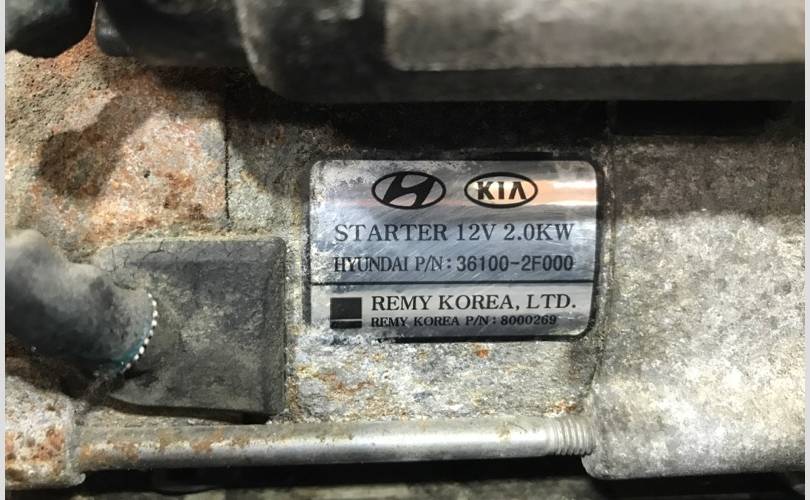 KIA
STARTER 12V 2.0KW
HYUNDAI P/N: 36100-2F000
REMY KOREA, LTD.
REMY KOREA P/N: 8000269